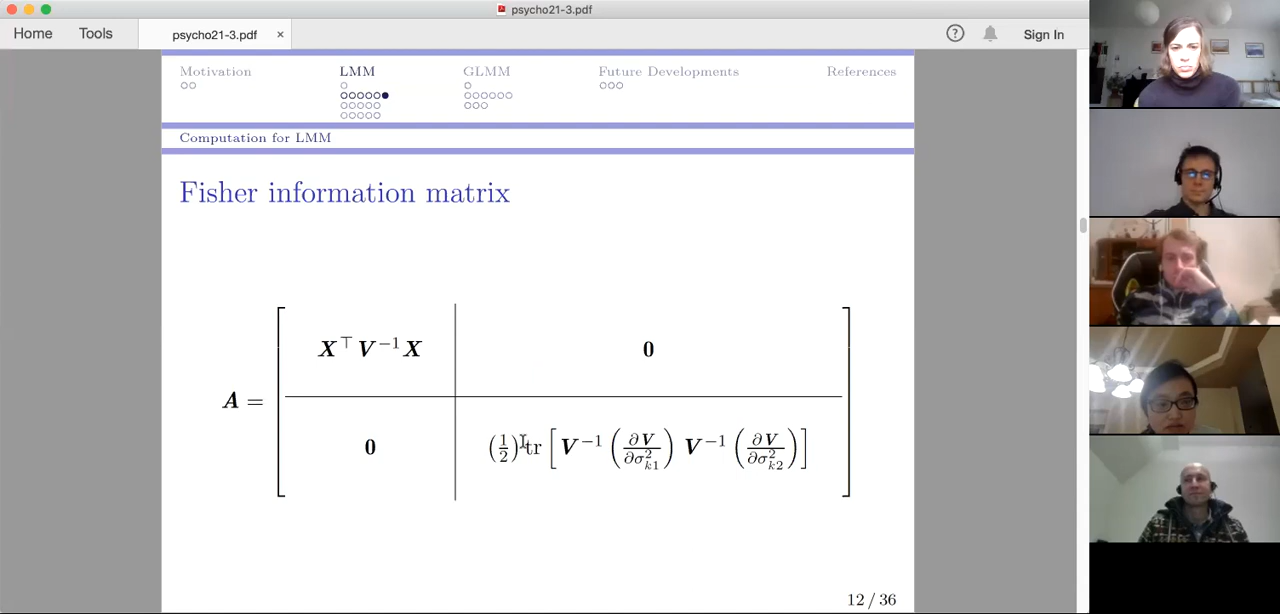 psycho21-3.pdf
Home Tools psycho21-3.pdf × Sign In
Motivation LMM GLMM Future Developments References
Computation for LMM
Fisher information matrix
A = [ X⊤ V−1 X | 0
0 | (1/2) tr [ V−1 (∂V/∂σ²k1) V−1 (∂V/∂σ²k2) ] ]
12 / 36